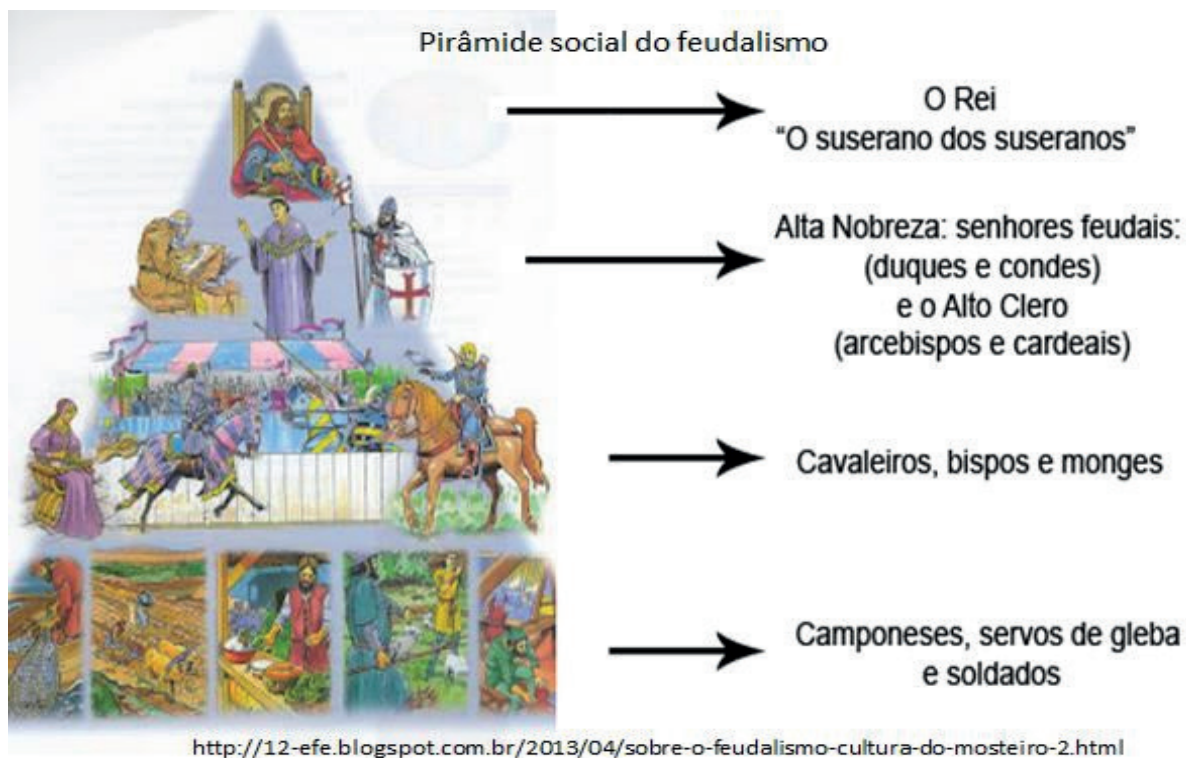 Pirâmide social do feudalismo
O Rei
“O suserano dos suseranos”
Alta Nobreza: senhores feudais:
(duques e condes)
e o Alto Clero
(arcebispos e cardeais)
Cavaleiros, bispos e monges
Camponeses, servos de gleba
e soldados
http://12-efe.blogspot.com.br/2013/04/sobre-o-feudalismo-cultura-do-mosteiro-2.html